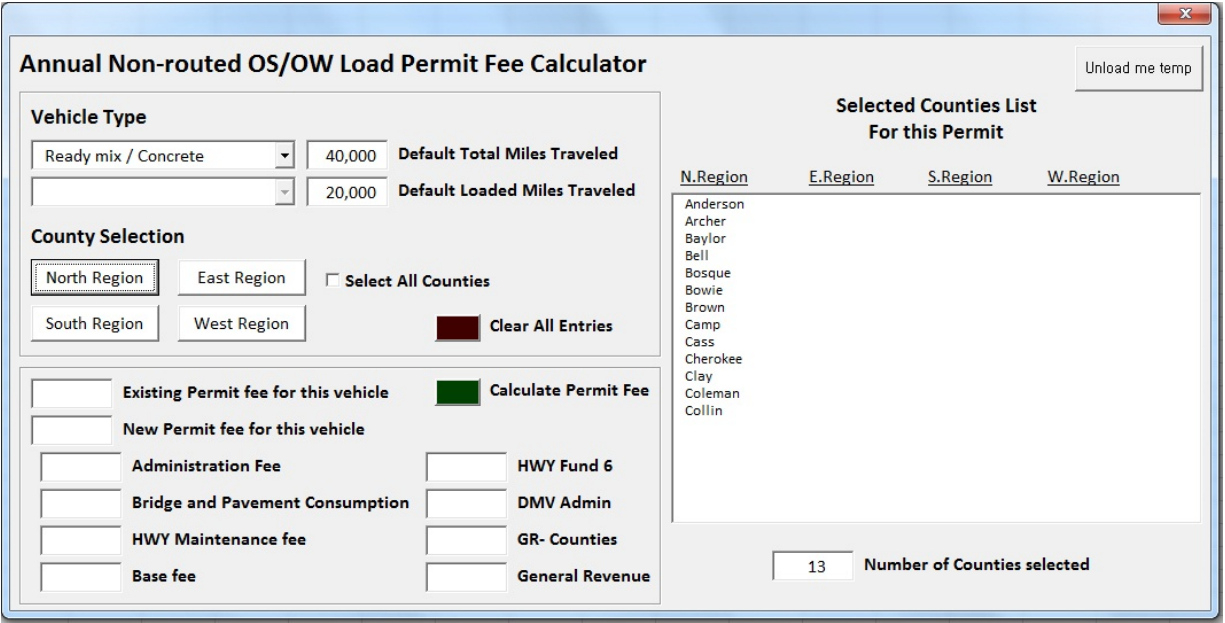 Annual Non-routed OS/OW Load Permit Fee Calculator
Unload me temp
Vehicle Type
Ready mix / Concrete
40,000 Default Total Miles Traveled
20,000 Default Loaded Miles Traveled
County Selection
North Region
East Region
Select All Counties
South Region
West Region
Clear All Entries
Existing Permit fee for this vehicle
Calculate Permit Fee
New Permit fee for this vehicle
Administration Fee
HWY Fund 6
Bridge and Pavement Consumption
DMV Admin
HWY Maintenance fee
GR- Counties
Base fee
General Revenue
Selected Counties List
For this Permit
N.Region E.Region S.Region W.Region
Anderson
Archer
Baylor
Bell
Bosque
Bowie
Brown
Camp
Cass
Cherokee
Clay
Coleman
Collin
13 Number of Counties selected